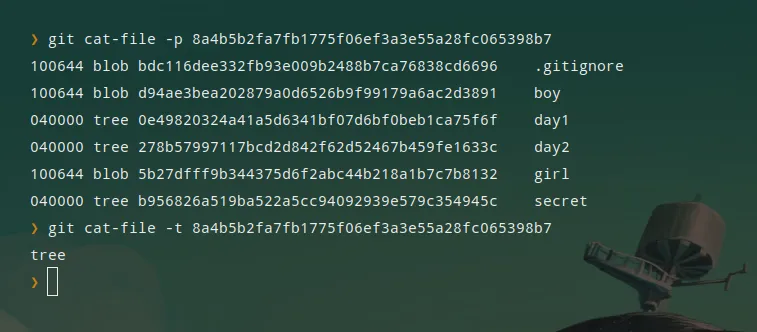 ❯ git cat-file -p 8a4b5b2fa7fb1775f06ef3a3e55a28fc065398b7
100644 blob bdc116dee332fb93e009b2488b7ca76838cd6696    .gitignore
100644 blob d94ae3bea202879a0d6526b9f99179a6ac2d3891    boy
040000 tree 0e49820324a41a5d6341bf07d6bf0beb1ca75f6f    day1
040000 tree 278b57997117bcd2d842f62d52467b459fe1633c    day2
100644 blob 5b27dfff9b344375d6f2abc44b218a1b7c7b8132    girl
040000 tree b956826a519ba522a5cc94092939e579c354945c    secret
❯ git cat-file -t 8a4b5b2fa7fb1775f06ef3a3e55a28fc065398b7
tree
❯